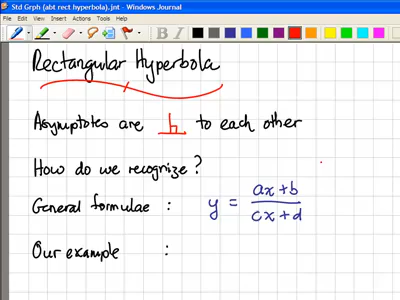 Std Grph (abt rect hyperbola).jnt - Windows Journal
File Edit View Insert Actions Tools Help
Rectangular Hyperbola
Asymptotes are to each other
How do we recognize?
General formulae : y = ax+b / cx+d
Our example :